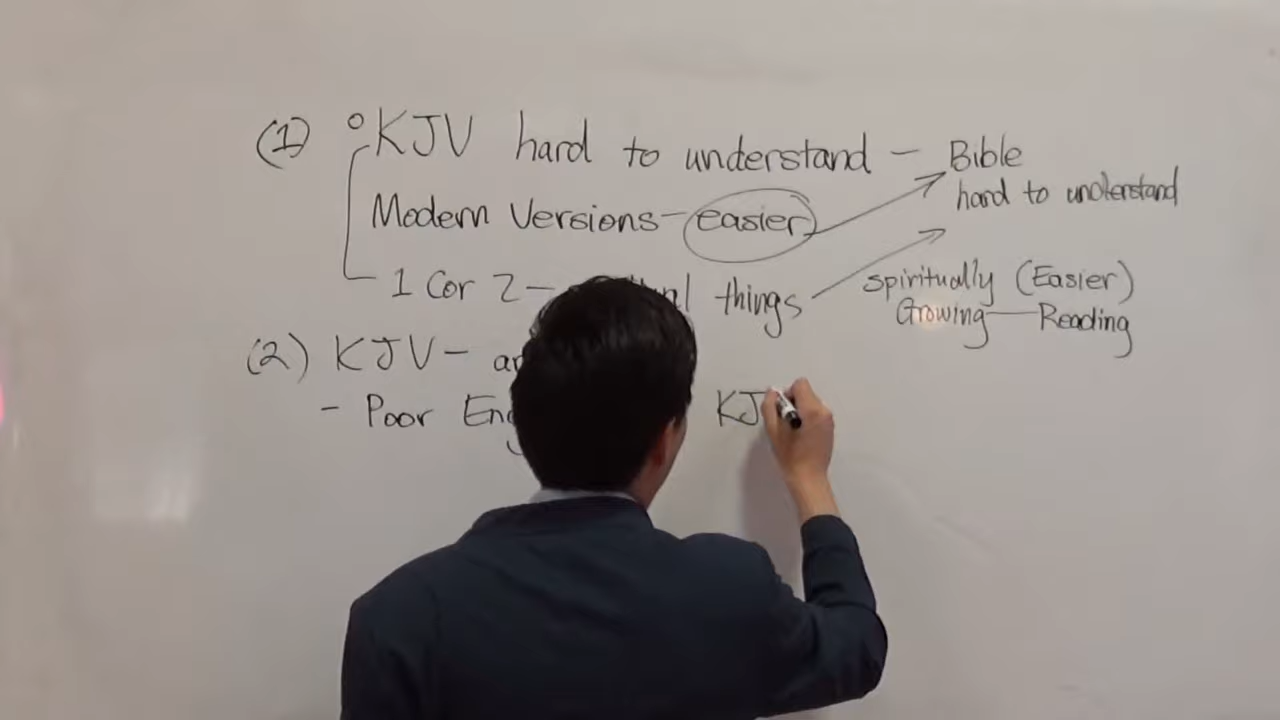 (1) KJV hard to understand - Bible
hard to understand
Modern Versions - easier
1 Cor 2 - things
spiritually (Easier)
Growing - Reading
(2) KJV -
- Poor KJ